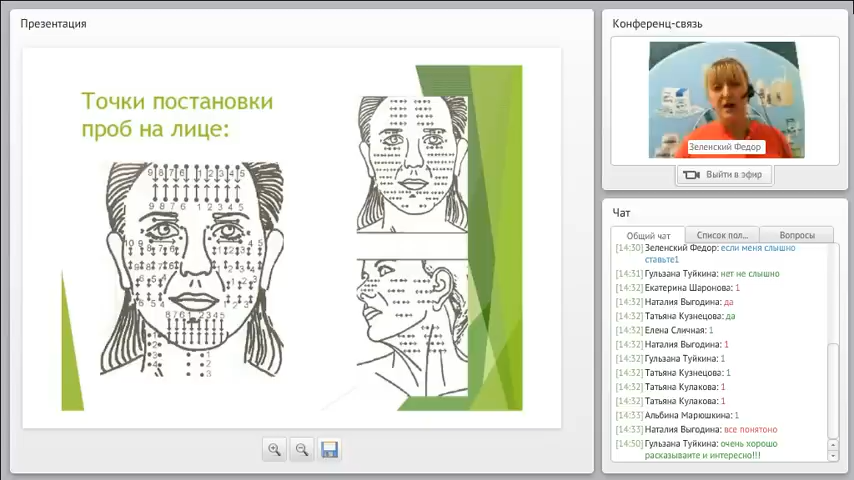 Презентация
Точки постановки
проб на лице:
Конференц-связь
Зеленский Федор
Выйти в эфир
Чат
Общий чат
Список пол...
Вопросы
[14:30] Зеленский Федор: если меня слышно
ставьте1
[14:31] Гульзана Туйкина: нет не слышно
[14:32] Екатерина Шаронова: 1
[14:32] Наталия Выгодина: да
[14:32] Татьяна Кузнецова: да
[14:32] Елена Сличная: 1
[14:32] Наталия Выгодина: 1
[14:32] Гульзана Туйкина: 1
[14:32] Татьяна Кузнецова: 1
[14:32] Татьяна Кулакова: 1
[14:32] Татьяна Кулакова: 1
[14:33] Альбина Марюшкина: 1
[14:33] Наталия Выгодина: все понятоно
[14:50] Гульзана Туйкина: очень хорошо
расказываите и интересно!!!